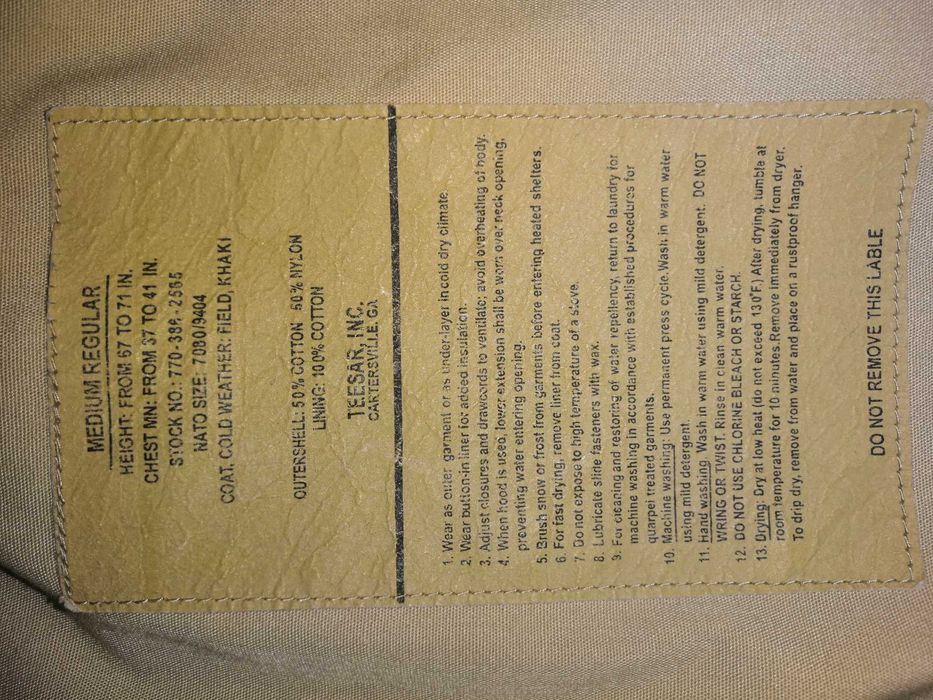 MEDIUM REGULAR
HEIGHT: FROM 67 TO 71 IN.
CHEST MN: FROM 37 TO 41 IN.
STOCK NO.: 770-386-2555
NATO SIZE: 7080/9404
COAT, COLD WEATHER: FIELD, KHAKI
OUTERSHELL: 50% COTTON 50% NYLON
LINING: 100% COTTON
TEESAR, INC.
CARTERSVILLE, GA
1. Wear as outer garment or as under-layer in cold dry climate.
2. Wear button-in liner for added insulation.
3. Adjust closures and drawcords to ventilate; avoid overheating of body.
4. When hood is used, lower extension shall be worn over neck opening,
preventing water entering opening.
5. Brush snow or frost from garments before entering heated shelters.
6. For fast drying, remove liner from coat.
7. Do not expose to high temperature of a stove.
8. Lubricate slide fasteners with wax.
9. For cleaning and restoring of water repellency, return to laundry for
machine washing in accordance with established procedures for
quarpel treated garments.
10. Machine washing: Use permanent press cycle. Wash in warm water
using mild detergent.
11. Hand washing Wash in warm water using mild detergent. DO NOT
WRING OR TWIST. Rinse in clean warm water.
12. DO NOT USE CHLORINE BLEACH OR STARCH.
13. Drying: Dry at low heat (do not exceed 130°F.) After drying, tumble at
room temperature for 10 minutes. Remove immediately from dryer.
To drip dry, remove from water and place on a rustproof hanger.
DO NOT REMOVE THIS LABLE